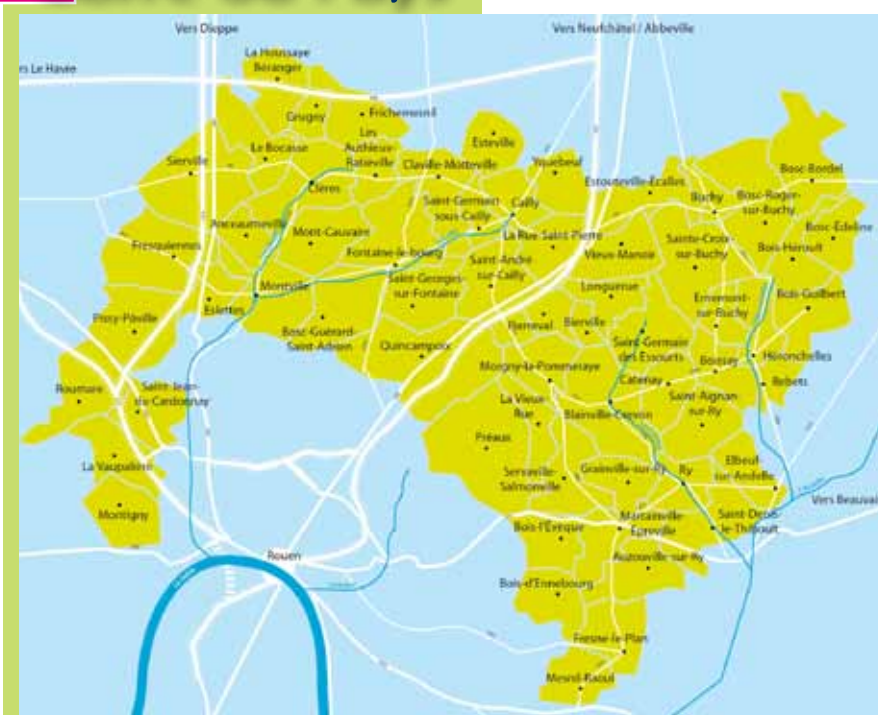 Vers Dieppe
Vers Neufchâtel / Abbeville
La Houssaye
Béranger
rs Le Havre
Grugny
Frichemesnil
Les
Authieux-
Ratiéville
Esteville
Le Bocasse
Sierville
Claville-Motteville
Yquebeuf
Bosc-Bordel
Clères
Estouteville-Écalles
Saint-Germain
sous-Cailly
Cailly
Buchy
Bosc-Roger-
sur-Buchy
Anceaumeville
Mont-Cauvaire
La Rue-Saint-Pierre
Sainte-Croix-
sur-Buchy
Bosc-Édeline
Fresquiennes
Vieux-Manoir
Bois-Héroult
Fontaine-le-bourg
Saint-André
sur-Cailly
Saint-Georges-
sur-Fontaine
Montville
Longuerue
Bois-Guilbert
Eslettes
Ernemont-
sur-Buchy
Pissy-Pôville
Bosc-Guérard-
Saint-Adrien
Pierreval
Bierville
Quincampoix
Saint-Germain
des Essourts
Morgny-la-Pommeraye
Boissay
Héronchelles
Roumare
Saint-Jean-
du-Cardonnay
Catenay
Rebets
La Vieux-
Rue
Blainville-Crevon
Saint-Aignan
sur-Ry
Préaux
La Vaupalière
Servaville-
Salmonville
Grainville-sur-Ry
Ry
Elbeuf-
sur-Andelle
Vers Beauvai
Montigny
Bois-l'Évêque
Martainville-
Epreville
Saint-Denis-
le-Thiboult
Rouen
Auzouville-sur-Ry
Bois-d'Ennebourg
Fresne-le-Plan
Mesnil-Raoul